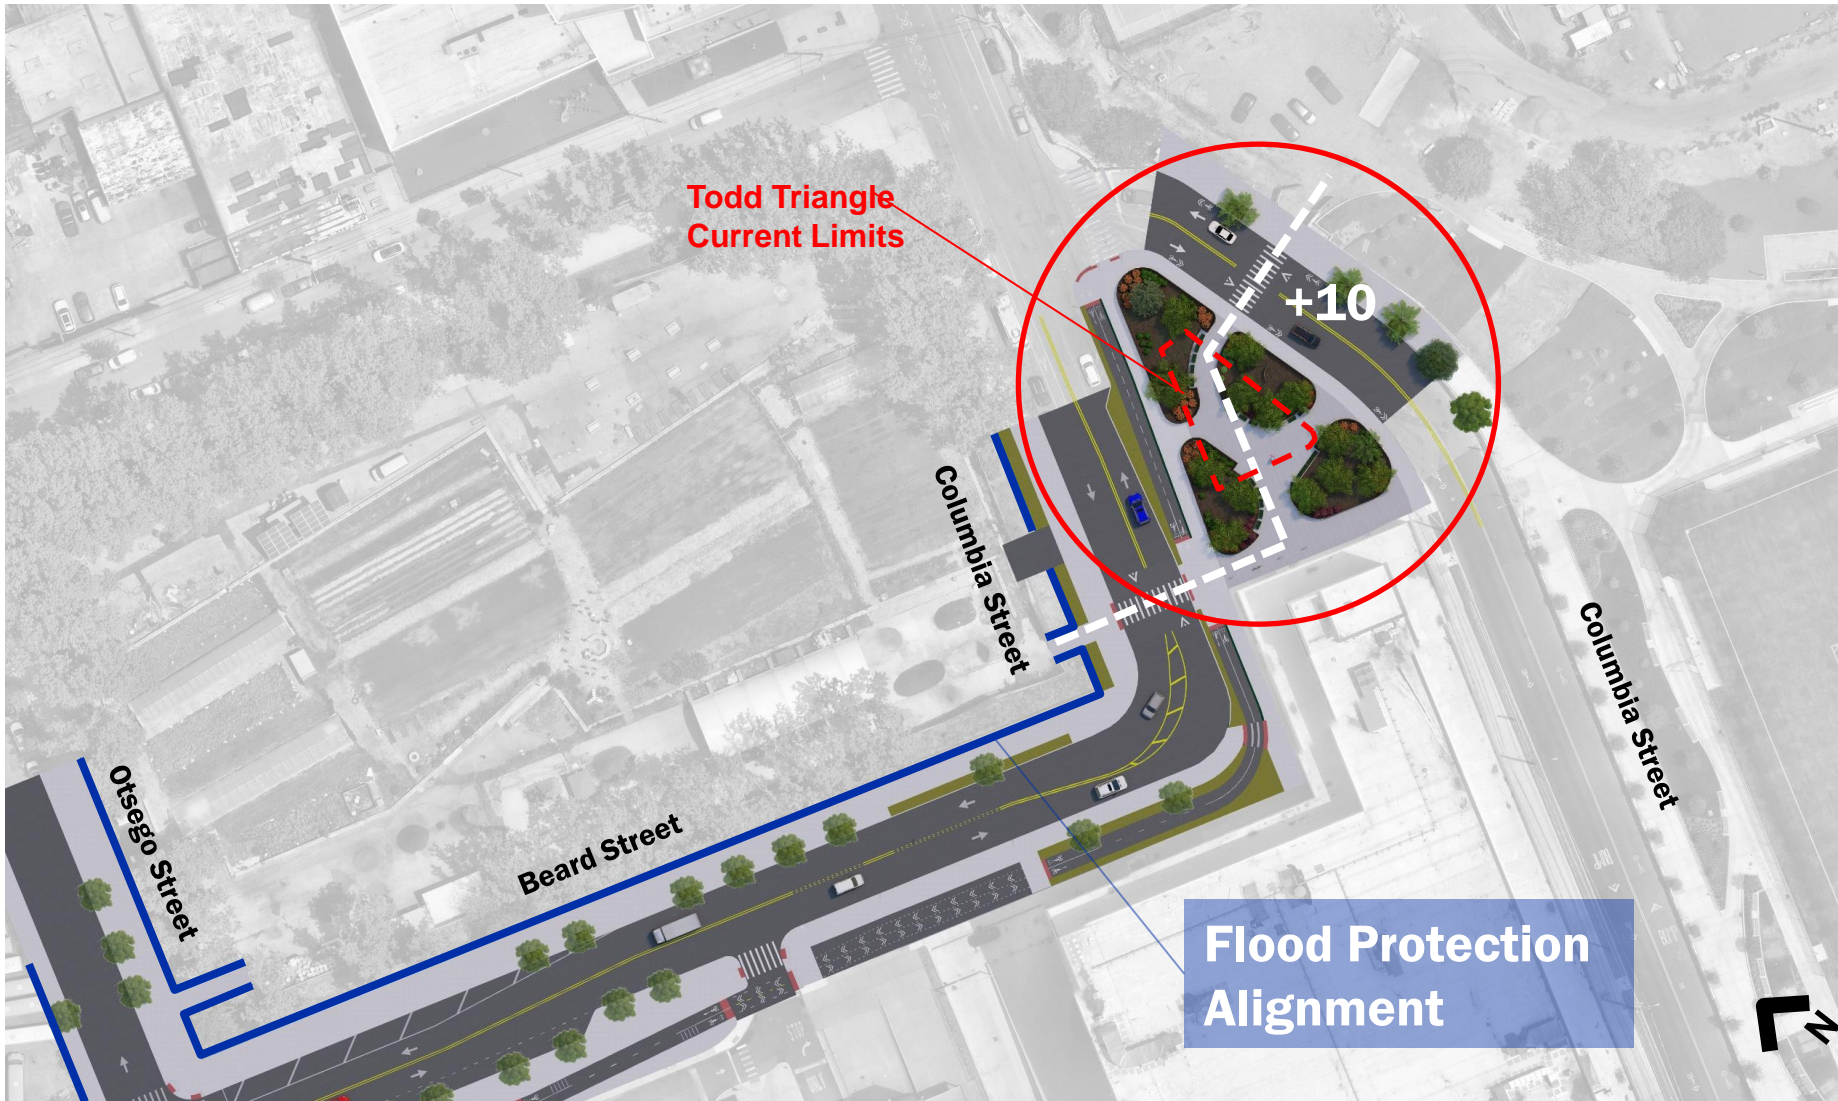 Todd Triangle
Current Limits
+10
Columbia Street
Columbia Street
Otsego Street
Beard Street
Flood Protection
Alignment
N